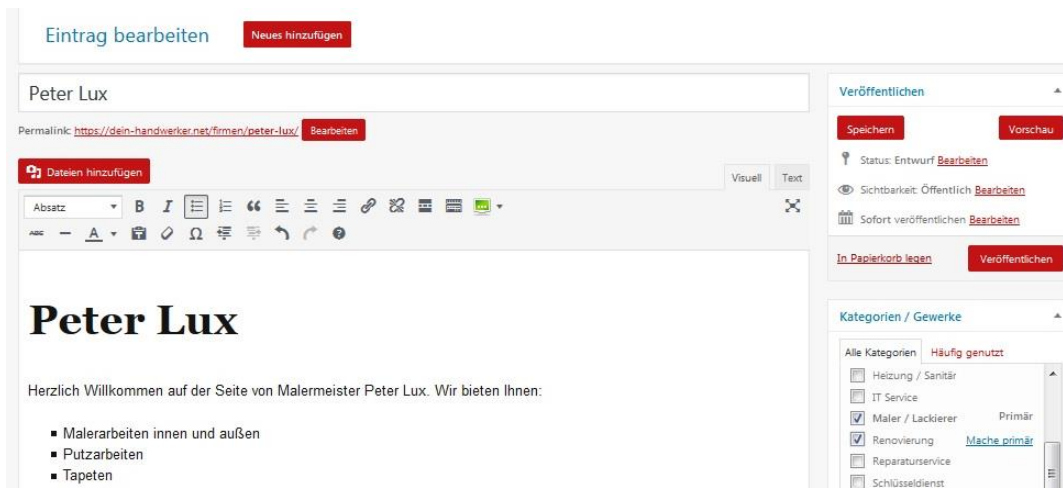 Eintrag bearbeiten
Neues hinzufügen
Peter Lux
Permalink: https://dein-handwerker.net/firmen/peter-lux/ Bearbeiten
Dateien hinzufügen
Visuell Text
Absatz B I
ABC A Ω
Peter Lux
Herzlich Willkommen auf der Seite von Malermeister Peter Lux. Wir bieten Ihnen:
Malerarbeiten innen und außen
Putzarbeiten
Tapeten
Veröffentlichen
Speichern Vorschau
Status: Entwurf Bearbeiten
Sichtbarkeit: Öffentlich Bearbeiten
Sofort veröffentlichen Bearbeiten
In Papierkorb legen Veröffentlichen
Kategorien / Gewerke
Alle Kategorien Häufig genutzt
Heizung / Sanitär
IT Service
Maler / Lackierer Primär
Renovierung Mache primär
Reparaturservice
Schlüsseldienst